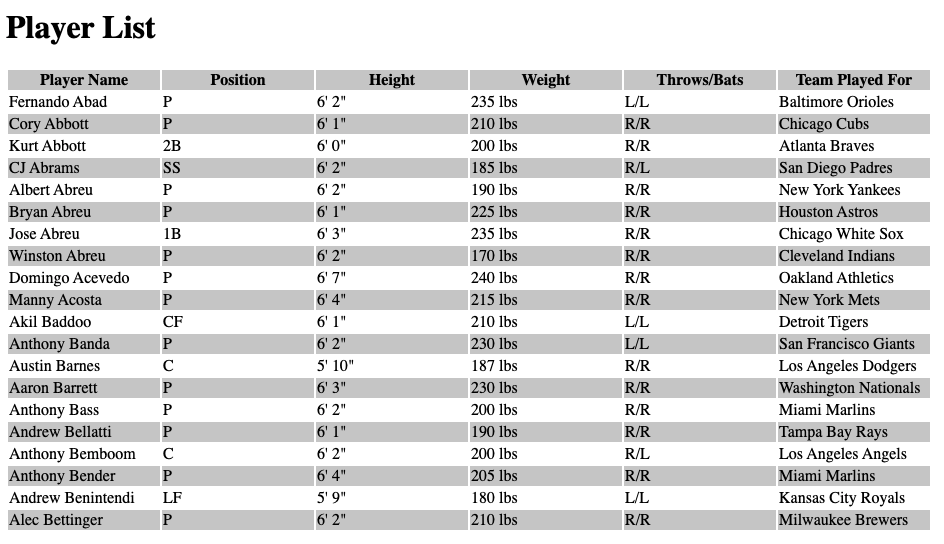 Player List
Player Name Position Height Weight Throws/Bats Team Played For
Fernando Abad P 6' 2" 235 lbs L/L Baltimore Orioles
Cory Abbott P 6' 1" 210 lbs R/R Chicago Cubs
Kurt Abbott 2B 6' 0" 200 lbs R/R Atlanta Braves
CJ Abrams SS 6' 2" 185 lbs R/L San Diego Padres
Albert Abreu P 6' 2" 190 lbs R/R New York Yankees
Bryan Abreu P 6' 1" 225 lbs R/R Houston Astros
Jose Abreu 1B 6' 3" 235 lbs R/R Chicago White Sox
Winston Abreu P 6' 2" 170 lbs R/R Cleveland Indians
Domingo Acevedo P 6' 7" 240 lbs R/R Oakland Athletics
Manny Acosta P 6' 4" 215 lbs R/R New York Mets
Akil Baddoo CF 6' 1" 210 lbs L/L Detroit Tigers
Anthony Banda P 6' 2" 230 lbs L/L San Francisco Giants
Austin Barnes C 5' 10" 187 lbs R/R Los Angeles Dodgers
Aaron Barrett P 6' 3" 230 lbs R/R Washington Nationals
Anthony Bass P 6' 2" 200 lbs R/R Miami Marlins
Andrew Bellatti P 6' 1" 190 lbs R/R Tampa Bay Rays
Anthony Bemboom C 6' 2" 200 lbs R/L Los Angeles Angels
Anthony Bender P 6' 4" 205 lbs R/R Miami Marlins
Andrew Benintendi LF 5' 9" 180 lbs L/L Kansas City Royals
Alec Bettinger P 6' 2" 210 lbs R/R Milwaukee Brewers